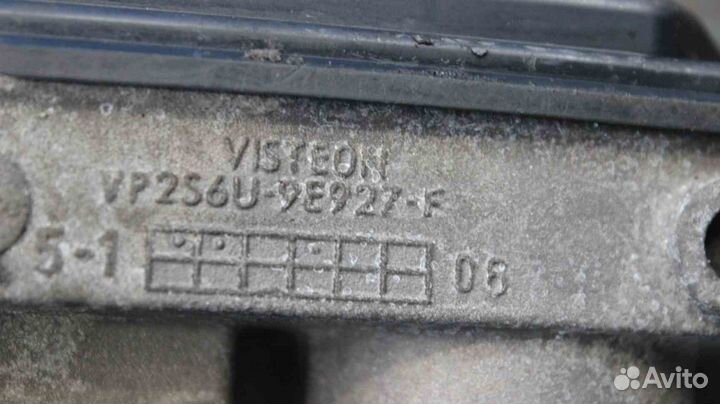 VISTEON
VP2S6U-9E927-F
5-1 06
Avito